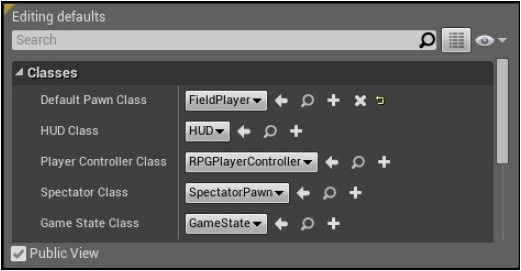 Editing defaults
Search
Classes
Default Pawn Class FieldPlayer
HUD Class HUD
Player Controller Class RPGPlayerController
Spectator Class SpectatorPawn
Game State Class GameState
Public View